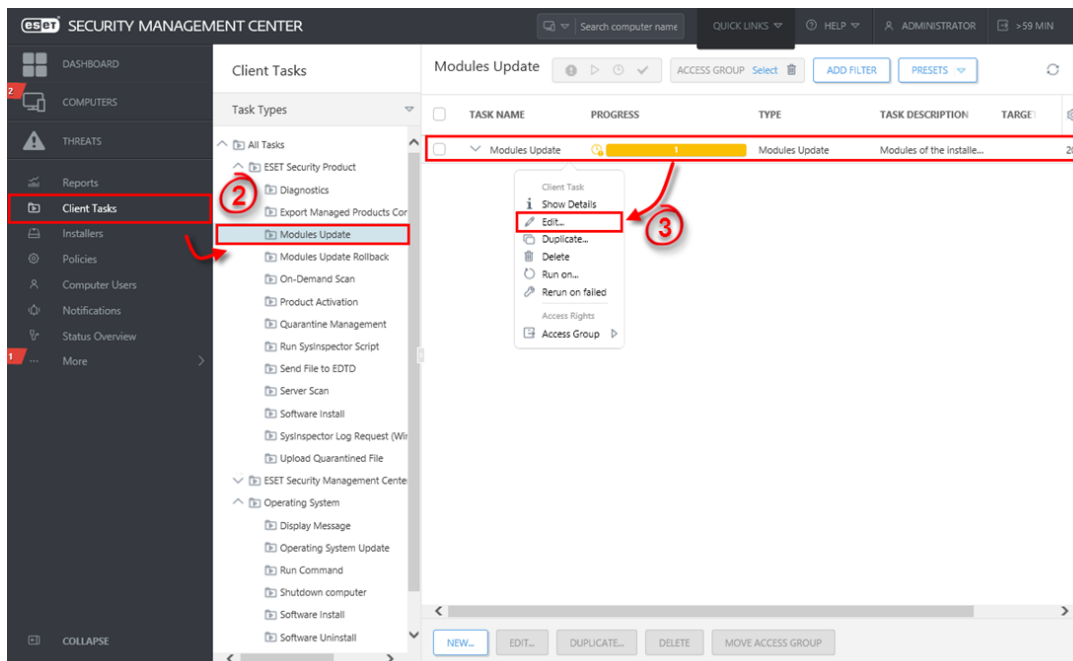 eset SECURITY MANAGEMENT CENTER
Search computer name
QUICK LINKS
HELP
ADMINISTRATOR
>59 MIN
DASHBOARD
2
COMPUTERS
THREATS
Reports
Client Tasks
Installers
Policies
Computer Users
Notifications
Status Overview
1
... More
COLLAPSE
Client Tasks
Task Types
All Tasks
ESET Security Product
2
Diagnostics
Export Managed Products Cor
Modules Update
Modules Update Rollback
On-Demand Scan
Product Activation
Quarantine Management
Run SysInspector Script
Send File to EDTD
Server Scan
Software Install
SysInspector Log Request (Wi
Upload Quarantined File
ESET Security Management Cente
Operating System
Display Message
Operating System Update
Run Command
Shutdown computer
Software Install
Software Uninstall
Modules Update
ACCESS GROUP Select
ADD FILTER
PRESETS
TASK NAME PROGRESS TYPE TASK DESCRIPTION TARGET
Modules Update 1 Modules Update Modules of the installe... 20
Client Task
Show Details
Edit...
3
Duplicate...
Delete
Run on...
Rerun on failed
Access Rights
Access Group
NEW... EDIT... DUPLICATE... DELETE MOVE ACCESS GROUP